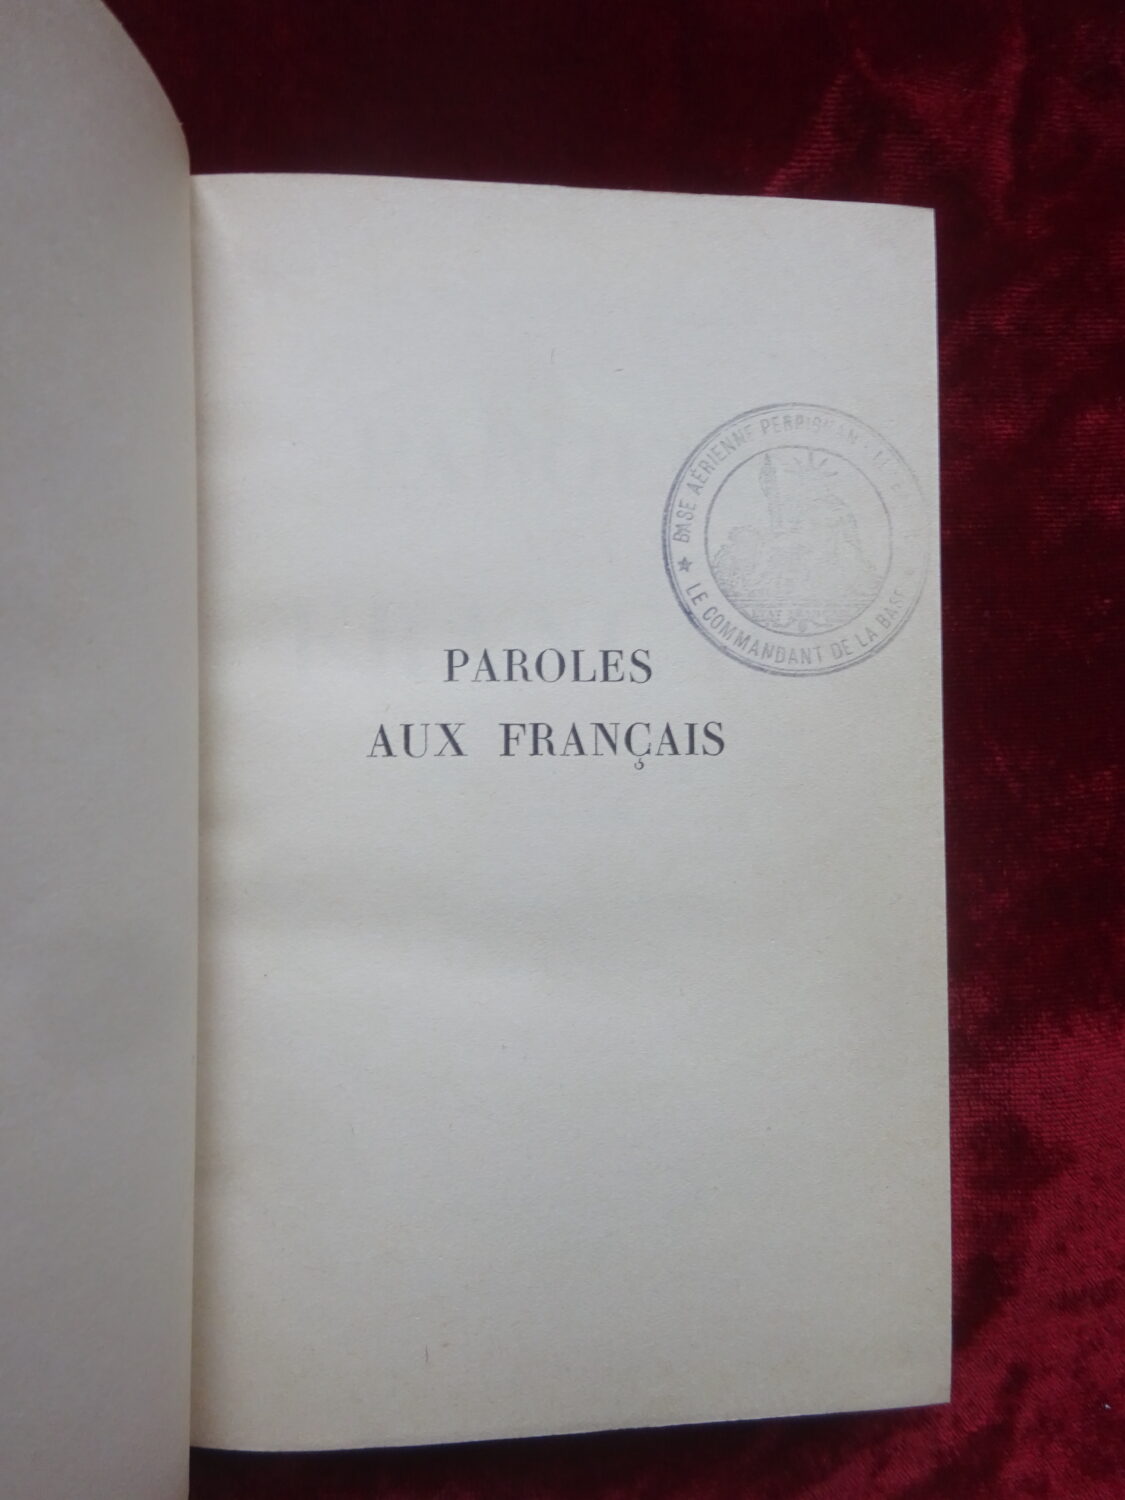 BASE AÉRIENNE PERPIGNAN
★ LE COMMANDANT DE LA BASE
PAROLES
AUX FRANÇAIS